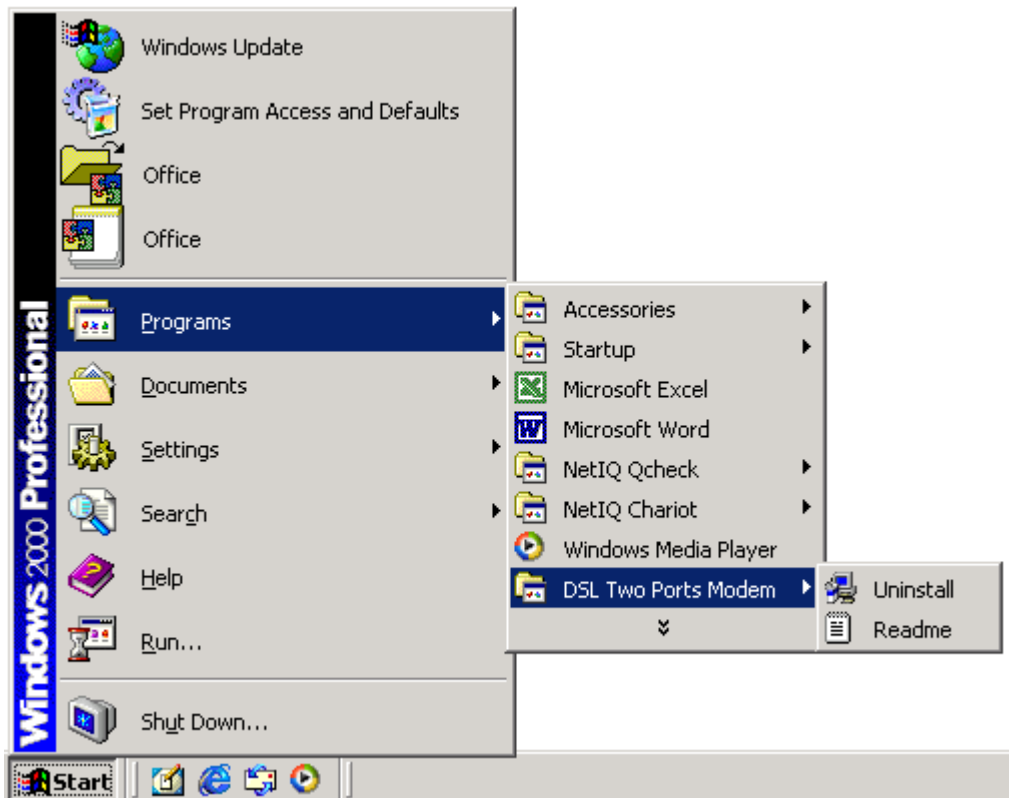 Windows Update
Set Program Access and Defaults
Office
Office
Programs
Documents
Settings
Search
Help
Run...
Shut Down...
Windows 2000 Professional
Accessories
Startup
Microsoft Excel
Microsoft Word
NetIQ Qcheck
NetIQ Chariot
Windows Media Player
DSL Two Ports Modem
Uninstall
Readme
Start